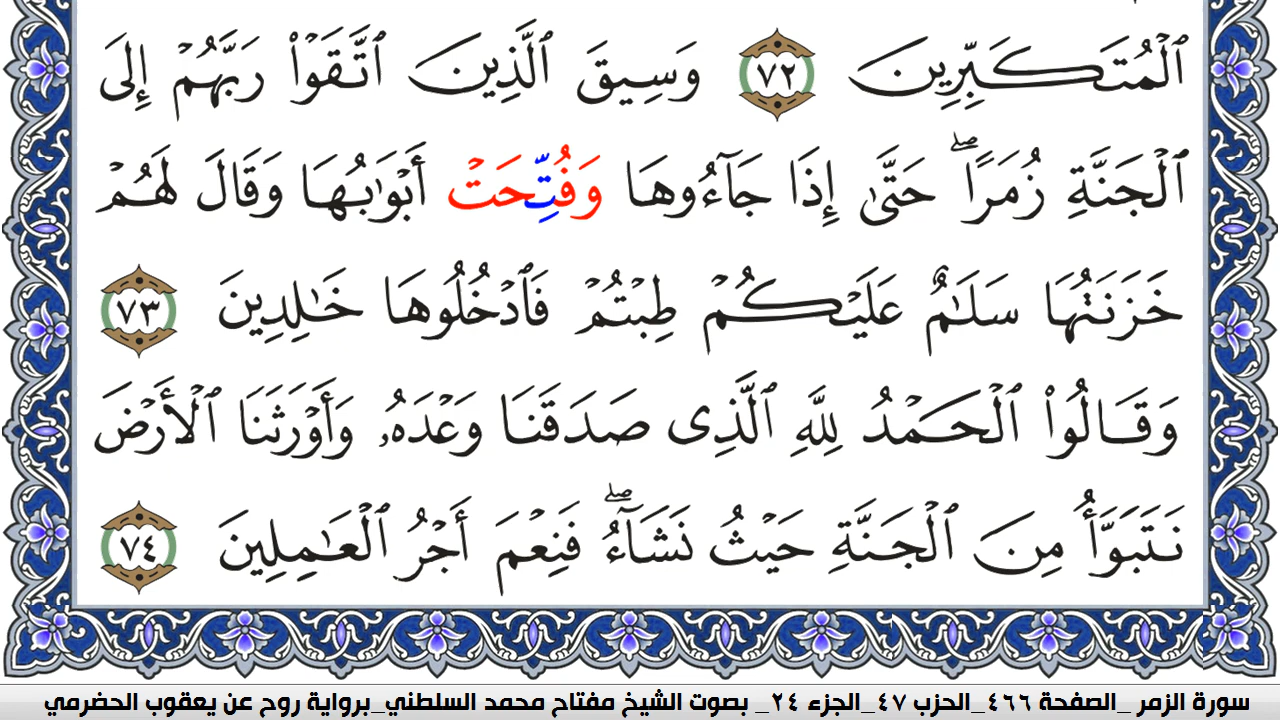 ٱلْمُتَكَبِّرِينَ ٧٢ وَسِيقَ ٱلَّذِينَ ٱتَّقَوْا۟ رَبَّهُمْ إِلَى
ٱلْجَنَّةِ زُمَرًا ۖ حَتَّىٰ إِذَا جَآءُوهَا وَفُتِّحَتْ أَبْوَٰبُهَا وَقَالَ لَهُمْ
خَزَنَتُهَا سَلَـٰمٌ عَلَيْكُمْ طِبْتُمْ فَٱدْخُلُوهَا خَـٰلِدِينَ ٧٣
وَقَالُوا۟ ٱلْحَمْدُ لِلَّهِ ٱلَّذِى صَدَقَنَا وَعْدَهُۥ وَأَوْرَثَنَا ٱلْأَرْضَ
نَتَبَوَّأُ مِنَ ٱلْجَنَّةِ حَيْثُ نَشَآءُ ۖ فَنِعْمَ أَجْرُ ٱلْعَـٰمِلِينَ ٧٤
سورة الزمر _الصفحة ٤٦٦_الحزب ٤٧_الجزء ٢٤_ بصوت الشيخ مفتاح محمد السلطني_برواية روح عن يعقوب الحضرمي